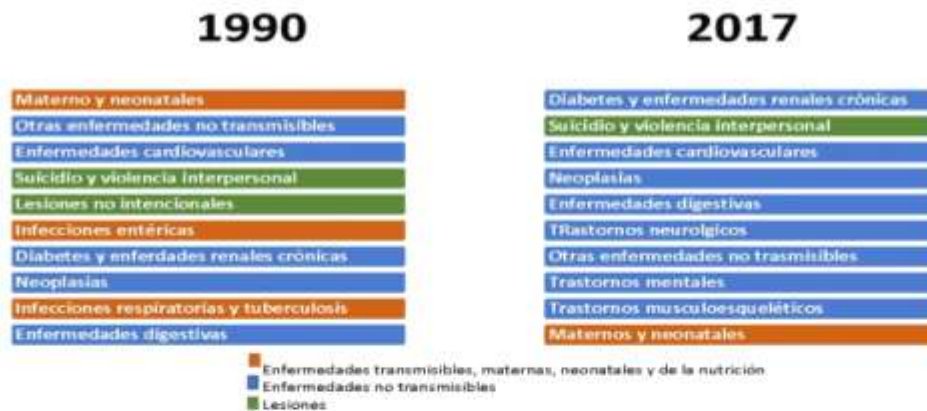 1990
Materno y neonatales
Otras enfermedades no transmisibles
Enfermedades cardiovasculares
Suicidio y violencia interpersonal
Lesiones no intencionales
Infecciones entéricas
Diabetes y enferdades renales crónicas
Neoplasias
Infecciones respiratorias y tuberculosis
Enfermedades digestivas
2017
Diabetes y enfermedades renales crónicas
Suicidio y violencia interpersonal
Enfermedades cardiovasculares
Neoplasias
Enfermedades digestivas
TRastornos neurolgicos
Otras enfermedades no trasmisibles
Trastornos mentales
Trastornos musculoesqueléticos
Maternos y neonatales
Enfermedades transmisibles, maternas, neonatales y de la nutrición
Enfermedades no transmisibles
Lesiones